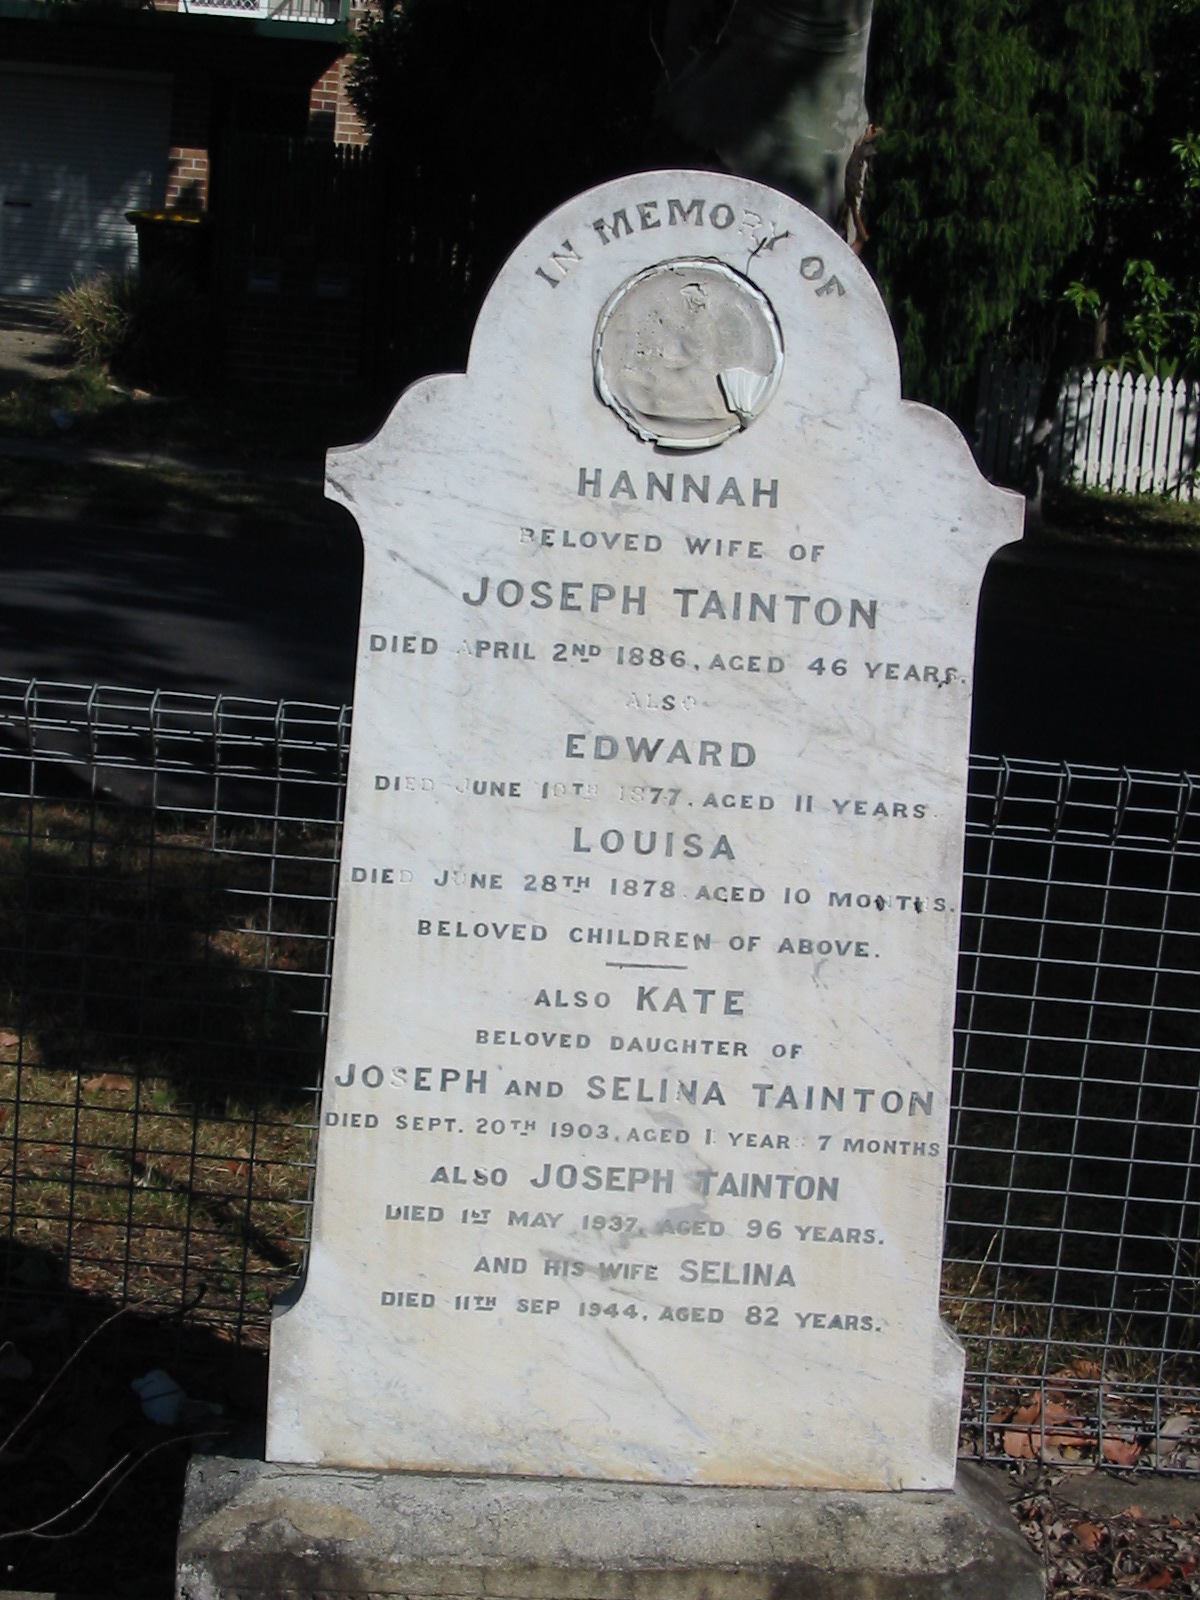 IN MEMORY OF
HANNAH
BELOVED WIFE OF
JOSEPH TAINTON
DIED APRIL 2ND 1886, AGED 46 YEARS.
ALSO
EDWARD
DIED JUNE 1877. AGED 11 YEARS.
LOUISA
DIED JUNE 28TH 1878 AGED 10 MONTHS.
BELOVED CHILDREN OF ABOVE.
ALSO KATE
BELOVED DAUGHTER OF
JOSEPH AND SELINA TAINTON
DIED SEPT. 20TH 1903, AGED 1 YEAR 7 MONTHS
ALSO JOSEPH TAINTON
DIED 1ST MAY 1937, AGED 96 YEARS.
AND HIS WIFE SELINA
DIED 11TH SEP 1944, AGED 82 YEARS.